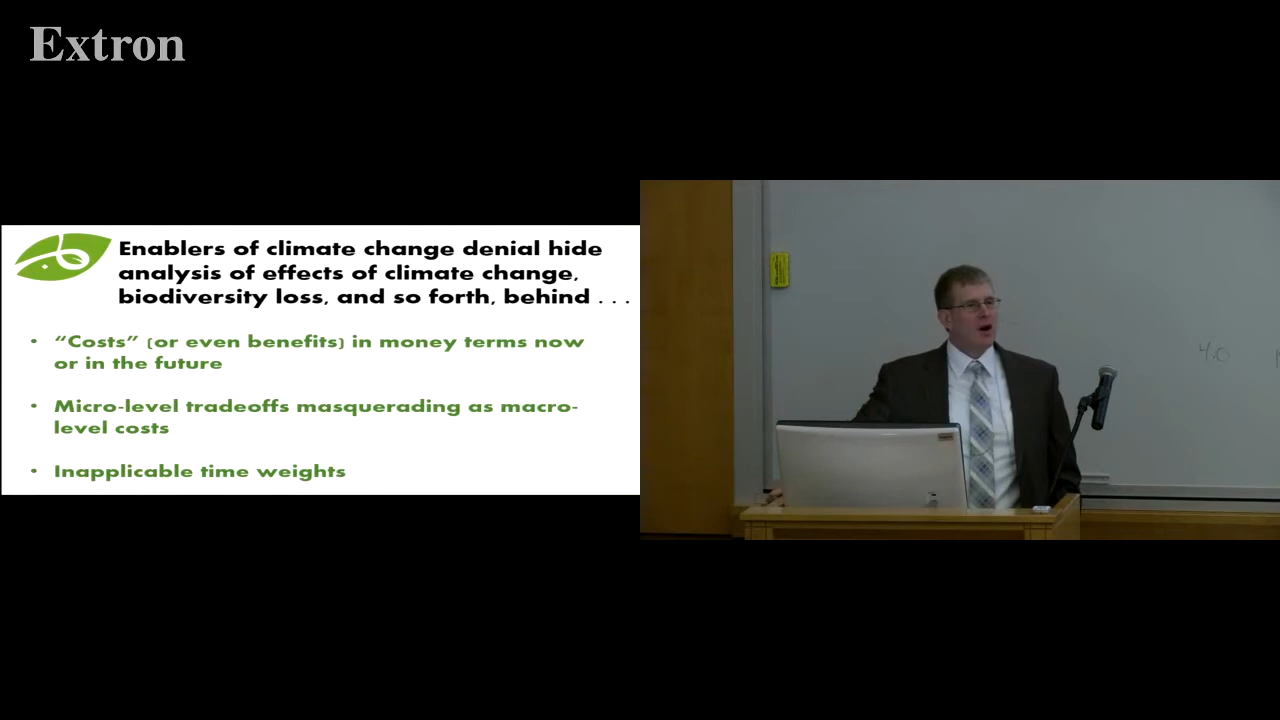 Extron
Enablers of climate change denial hide
analysis of effects of climate change,
biodiversity loss, and so forth, behind . . .
• “Costs” (or even benefits) in money terms now
or in the future
• Micro-level tradeoffs masquerading as macro-
level costs
• Inapplicable time weights
4.0